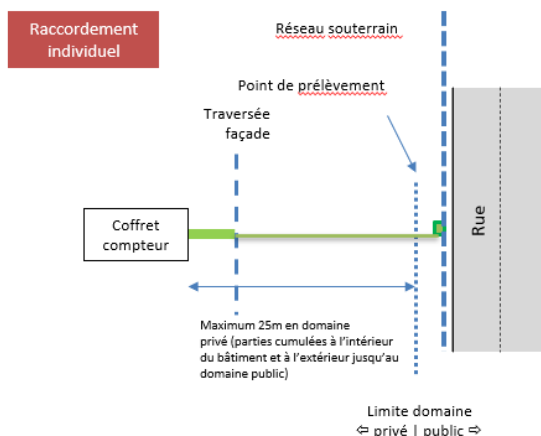 Raccordement
individuel
Réseau souterrain
Point de prélèvement
Traversée
façade
Coffret
compteur
Rue
Maximum 25m en domaine
privé (parties cumulées à l'intérieur
du bâtiment et à l'extérieur jusqu'au
domaine public)
Limite domaine
⇦ privé | public ⇨